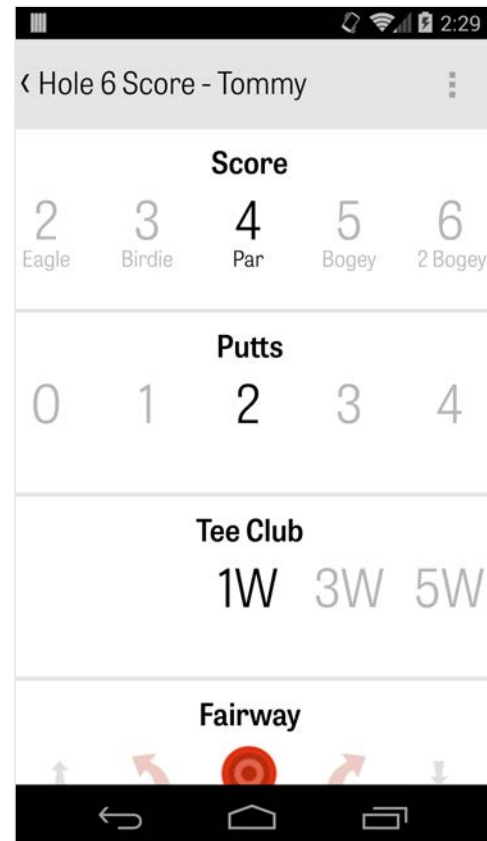 2:29
‹ Hole 6 Score - Tommy
Score
2 3 4 5 6
Eagle Birdie Par Bogey 2 Bogey
Putts
0 1 2 3 4
Tee Club
1W 3W 5W
Fairway